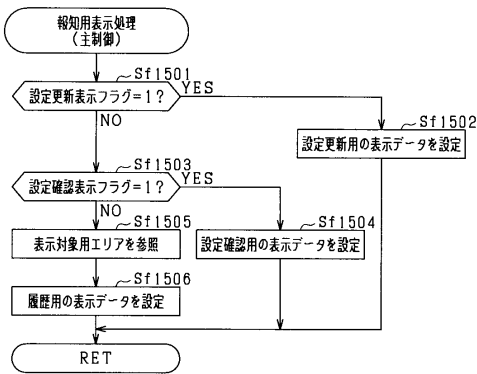 報知用表示処理
(主制御)
Sf1501
設定更新表示フラグ=1?
YES
NO
Sf1502
設定更新用の表示データを設定
Sf1503
設定確認表示フラグ=1?
YES
NO
Sf1504
設定確認用の表示データを設定
Sf1505
表示対象用エリアを参照
Sf1506
履歴用の表示データを設定
RET